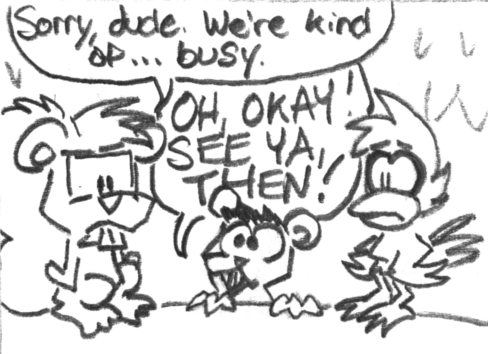 Sorry, dude. We're kind
of... busy.
OH, OKAY!
SEE YA,
THEN!